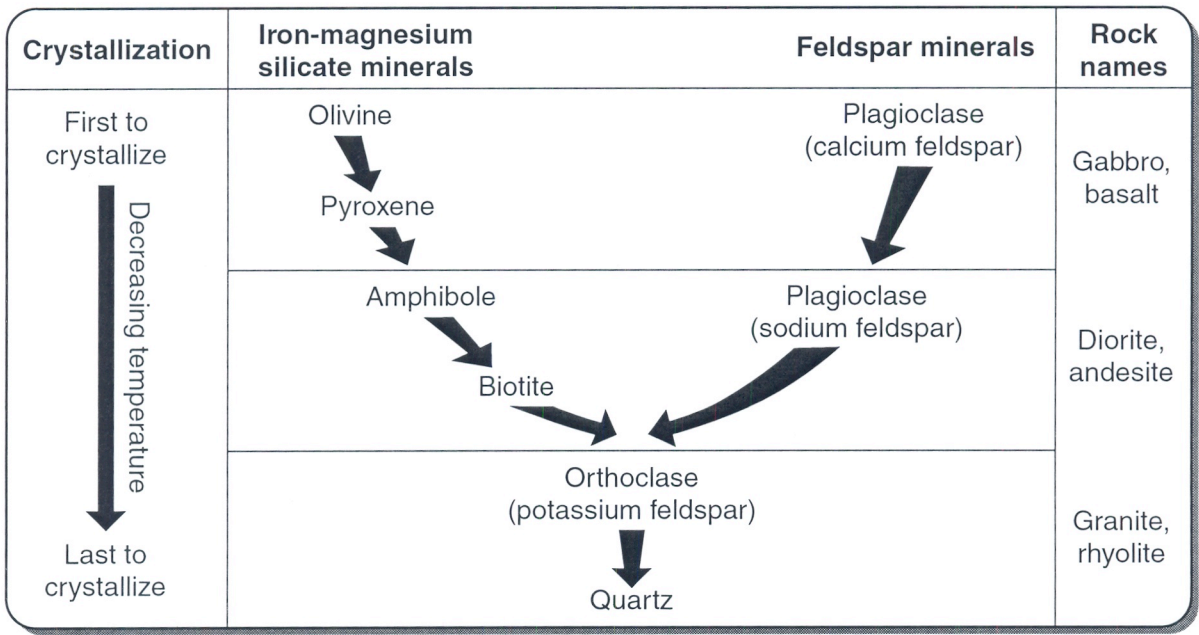 Crystallization
Iron-magnesium
silicate minerals
Feldspar minerals
Rock
names
First to
crystallize
Decreasing temperature
Last to
crystallize
Olivine
Pyroxene
Plagioclase
(calcium feldspar)
Gabbro,
basalt
Amphibole
Biotite
Plagioclase
(sodium feldspar)
Diorite,
andesite
Orthoclase
(potassium feldspar)
Quartz
Granite,
rhyolite